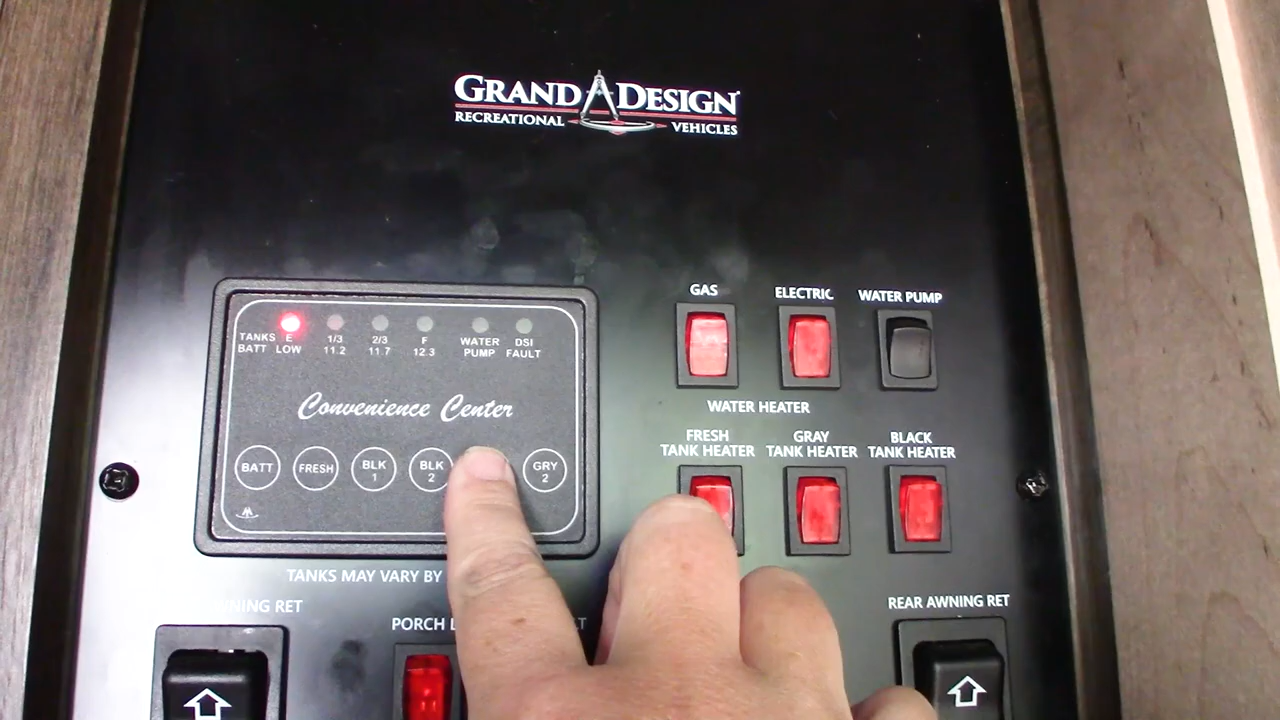 GRAND DESIGN
RECREATIONAL VEHICLES
GAS
ELECTRIC
WATER PUMP
TANKS E 1/3 2/3 F WATER DSI
BATT LOW 11.2 11.7 12.3 PUMP FAULT
Convenience Center
WATER HEATER
FRESH
TANK HEATER
GRAY
TANK HEATER
BLACK
TANK HEATER
BATT
FRESH
BLK
1
BLK
2
GRY
2
TANKS MAY VARY BY
RET
PORCH
REAR AWNING RET